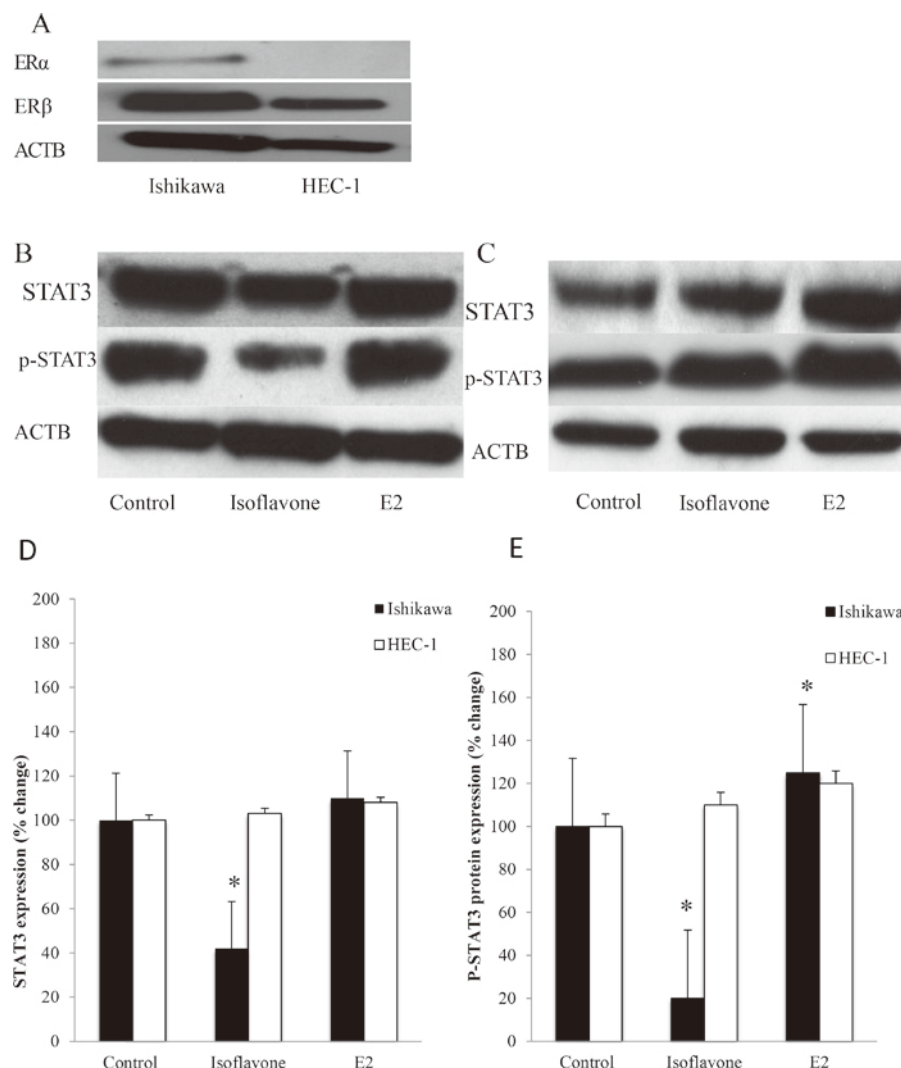 A
ERα
ERβ
ACTB
Ishikawa HEC-1
B
STAT3
p-STAT3
ACTB
Control Isoflavone E2
C
STAT3
p-STAT3
ACTB
Control Isoflavone E2
D
STAT3 expression (% change)
200
180
160
140
120
100
80
60
40
20
0
Ishikawa
HEC-1
*
Control Isoflavone E2
E
P-STAT3 protein expression (% change)
200
180
160
140
120
100
80
60
40
20
0
Ishikawa
HEC-1
*
*
Control Isoflavone E2